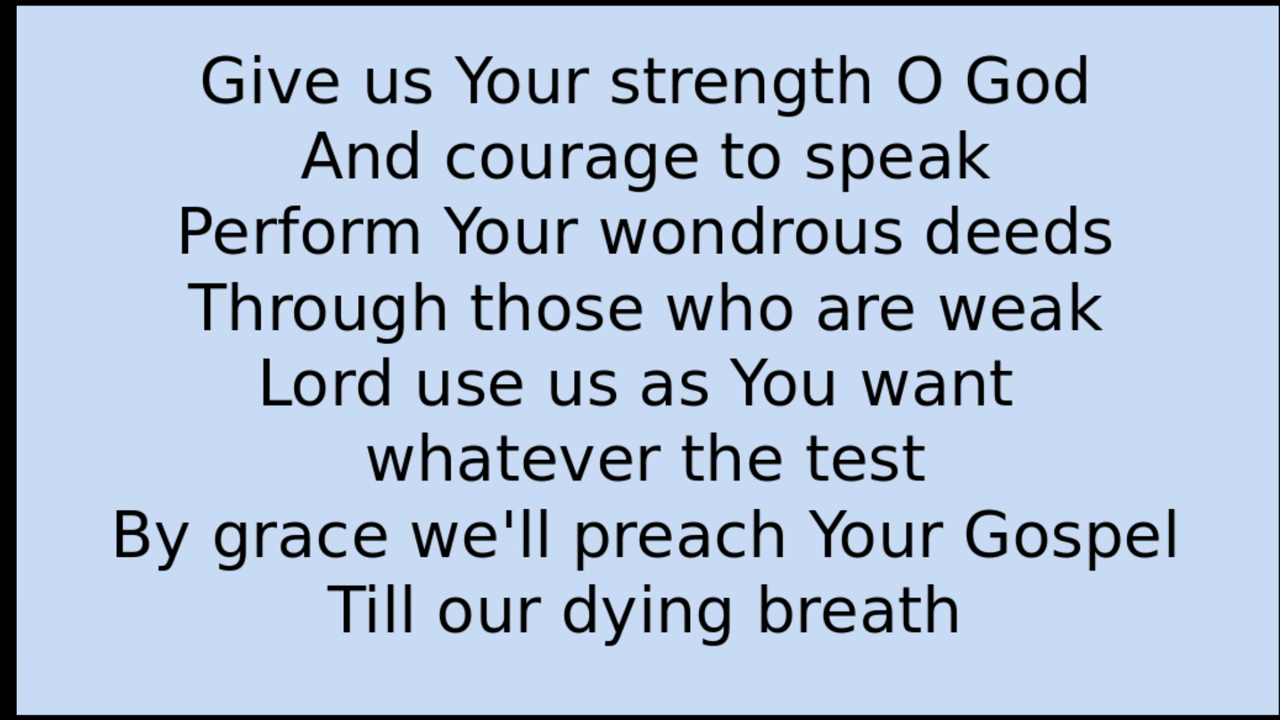 Give us Your strength O God
And courage to speak
Perform Your wondrous deeds
Through those who are weak
Lord use us as You want
whatever the test
By grace we'll preach Your Gospel
Till our dying breath